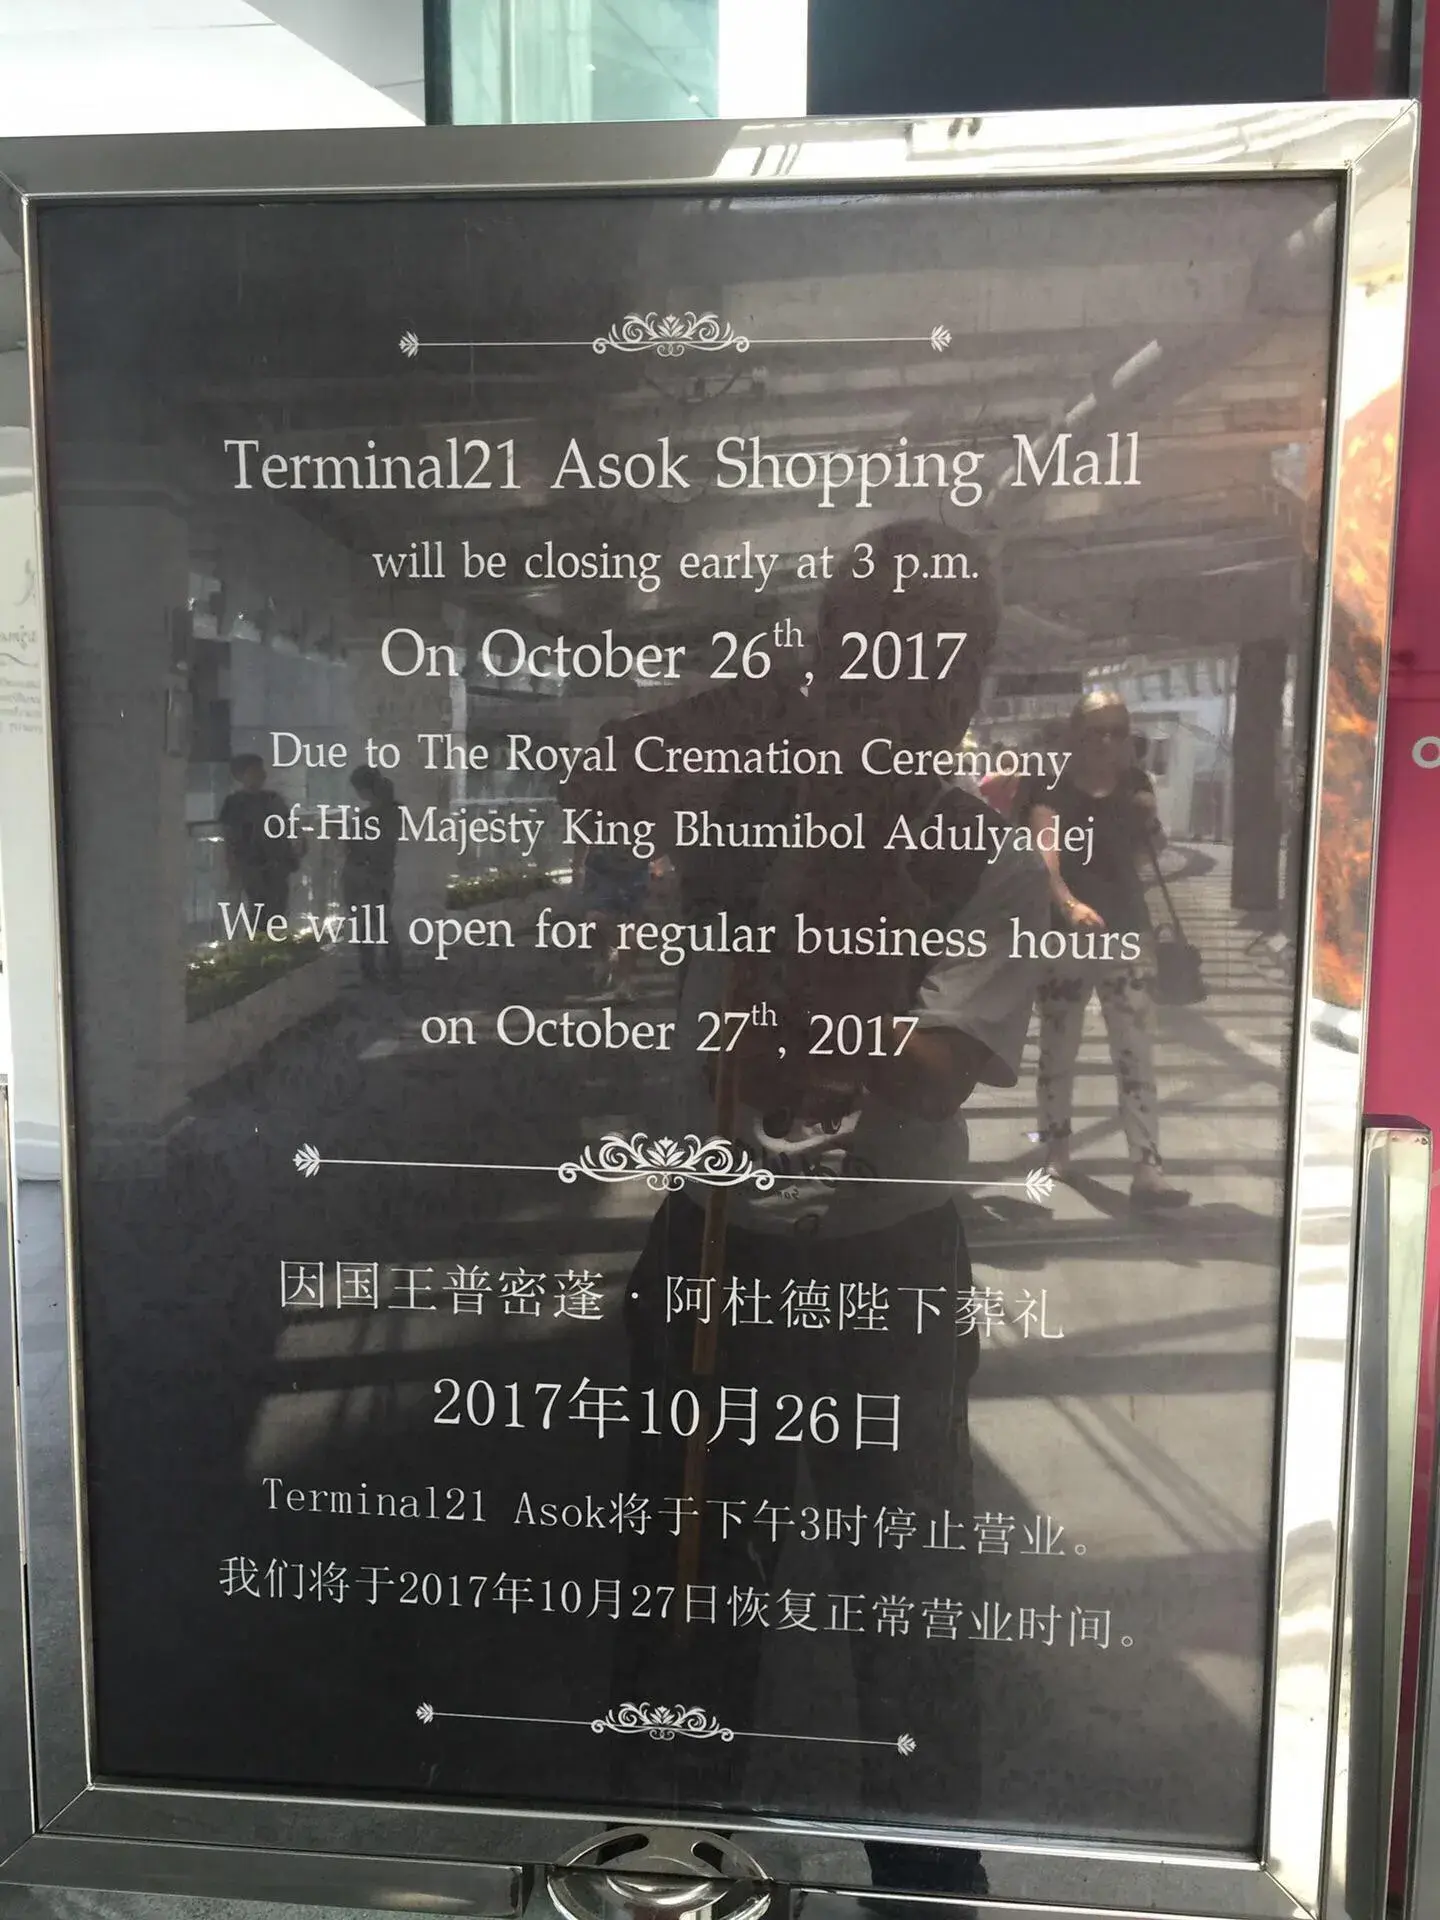 Terminal21 Asok Shopping Mall
will be closing early at 3 p.m.
On October 26th, 2017
Due to The Royal Cremation Ceremony
of His Majesty King Bhumibol Adulyadej
We will open for regular business hours
on October 27th, 2017
因国王普密蓬·阿杜德陛下葬礼
2017年10月26日
Terminal21 Asok将于下午3时停止营业。
我们将于2017年10月27日恢复正常营业时间。